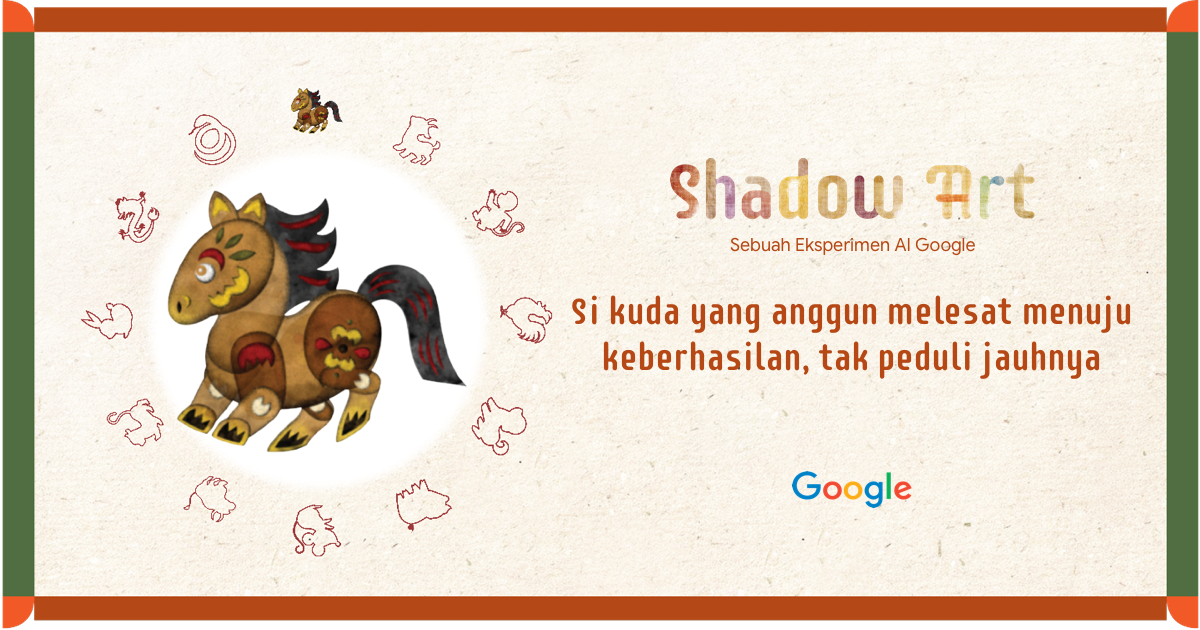 Shadow Art
Sebuah Eksperimen AI Google
Si kuda yang anggun melesat menuju
keberhasilan, tak peduli jauhnya
Google